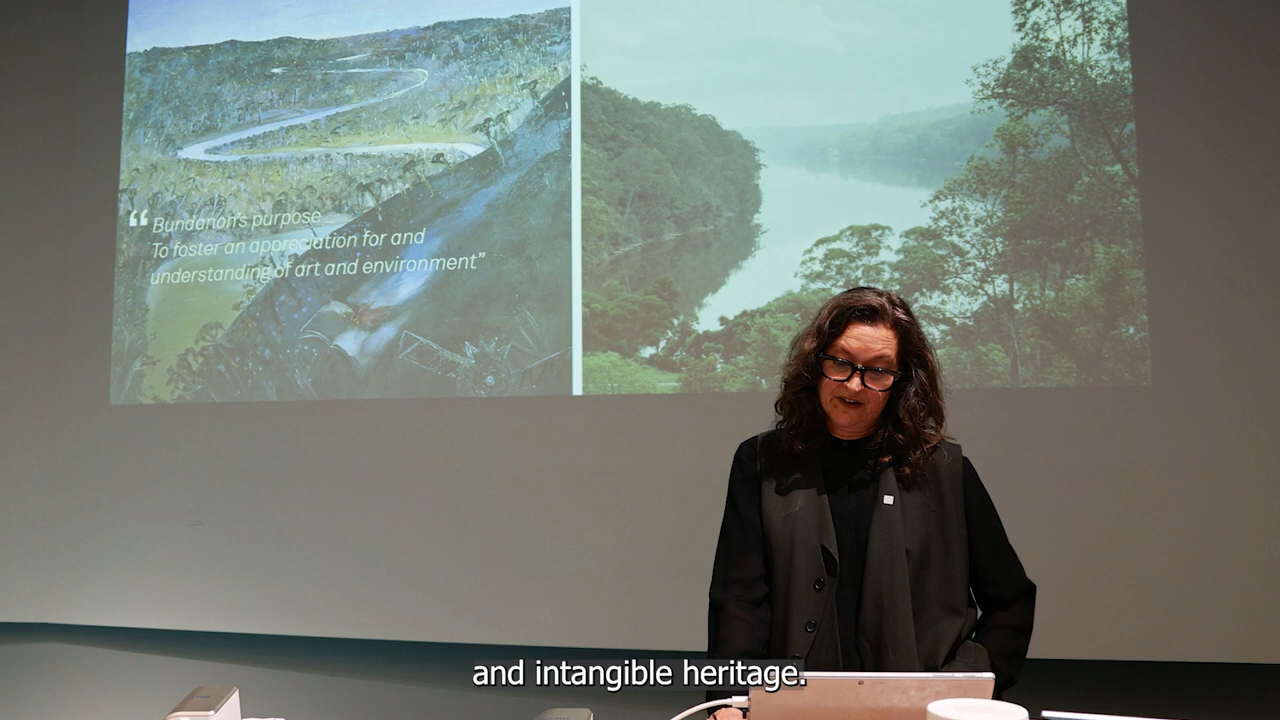 “ Bundanon's purpose _
To foster an appreciation for and
understanding of art and environment”
and intangible heritage.